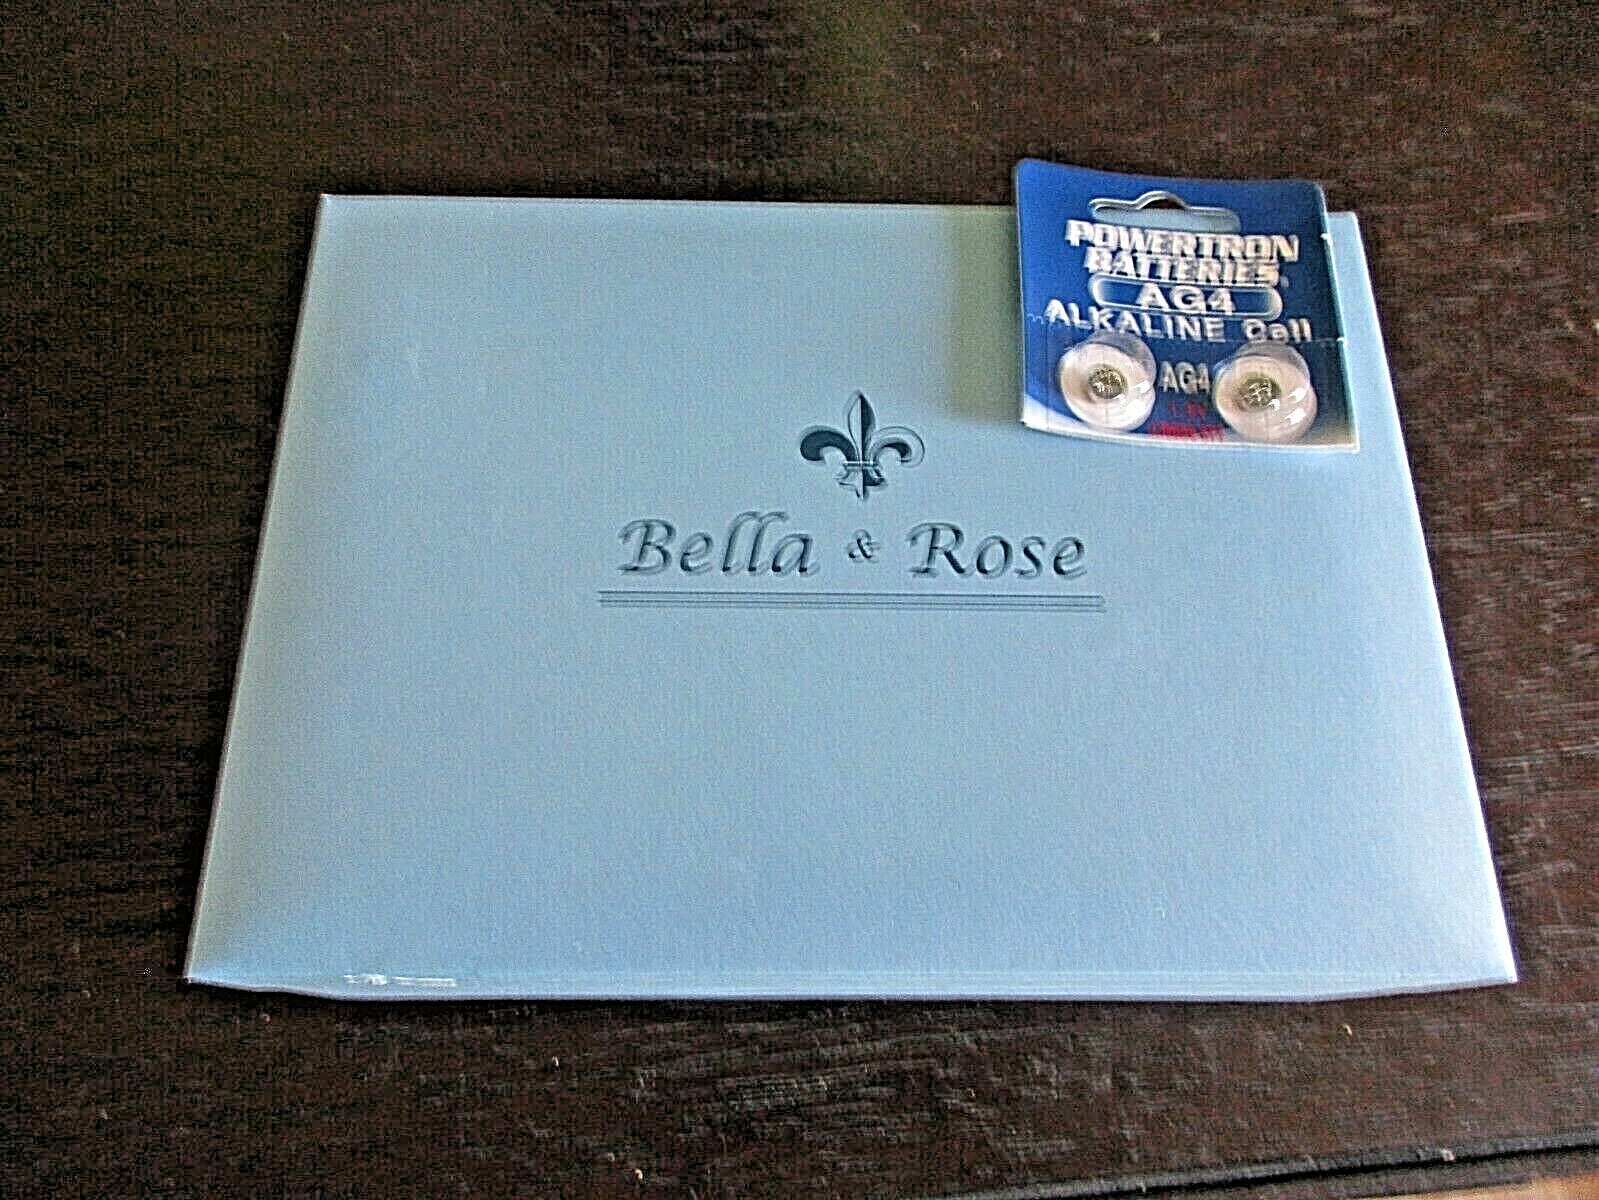 POWERTRON
BATTERIES
AG4
ALKALINE Cell
AG4
Bella & Rose